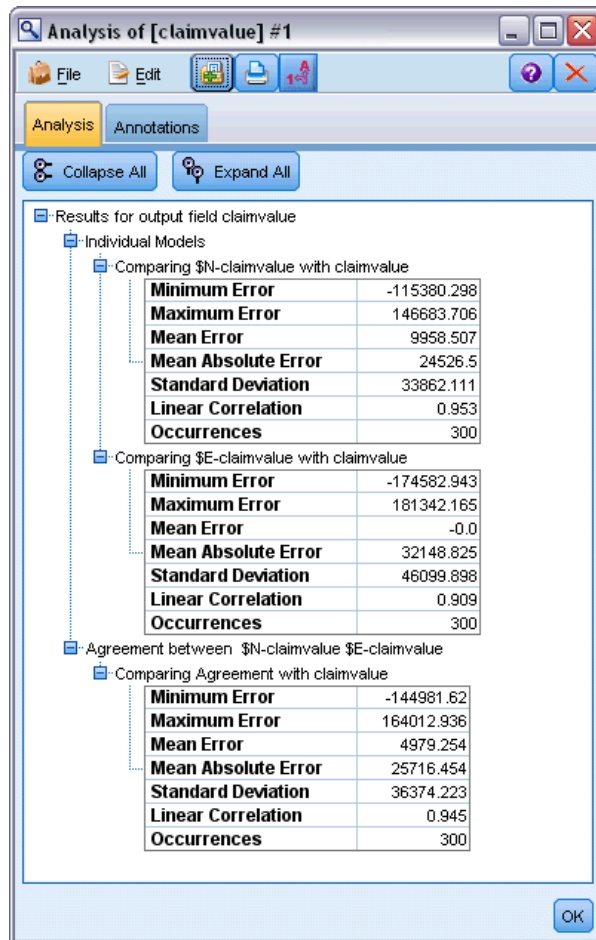 Analysis of [claimvalue] #1
File Edit
Analysis Annotations
Collapse All Expand All
Results for output field claimvalue
Individual Models
Comparing $N-claimvalue with claimvalue
Minimum Error -115380.298
Maximum Error 146683.706
Mean Error 9958.507
Mean Absolute Error 24526.5
Standard Deviation 33862.111
Linear Correlation 0.953
Occurrences 300
Comparing $E-claimvalue with claimvalue
Minimum Error -174582.943
Maximum Error 181342.165
Mean Error -0.0
Mean Absolute Error 32148.825
Standard Deviation 46099.898
Linear Correlation 0.909
Occurrences 300
Agreement between $N-claimvalue $E-claimvalue
Comparing Agreement with claimvalue
Minimum Error -144981.62
Maximum Error 164012.936
Mean Error 4979.254
Mean Absolute Error 25716.454
Standard Deviation 36374.223
Linear Correlation 0.945
Occurrences 300
OK